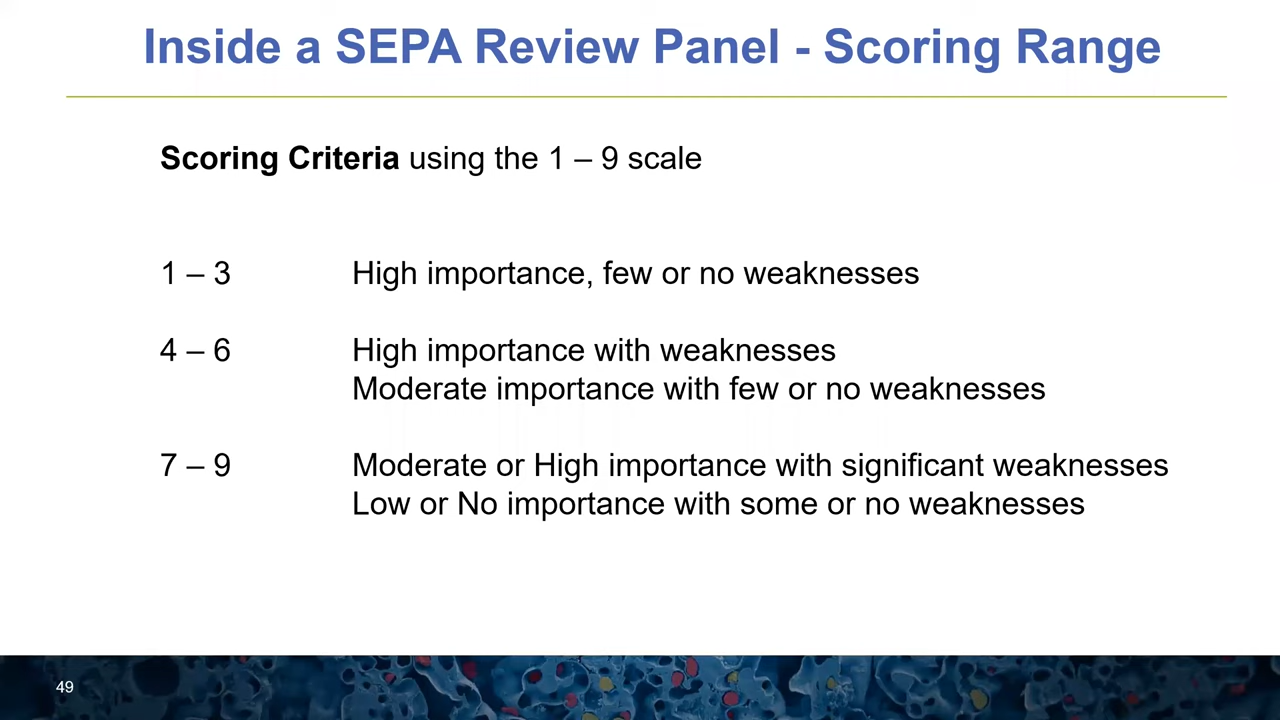 Inside a SEPA Review Panel - Scoring Range
Scoring Criteria using the 1 – 9 scale
1 – 3 High importance, few or no weaknesses
4 – 6 High importance with weaknesses
Moderate importance with few or no weaknesses
7 – 9 Moderate or High importance with significant weaknesses
Low or No importance with some or no weaknesses
49